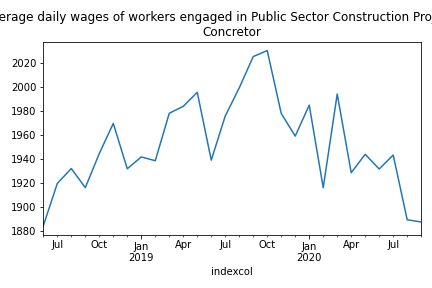 erage daily wages of workers engaged in Public Sector Construction Proj
Concretor
2020
2000
1980
1960
1940
1920
1900
1880
Jul Oct Jan Apr Jul Oct Jan Apr Jul
2019 2020
indexcol